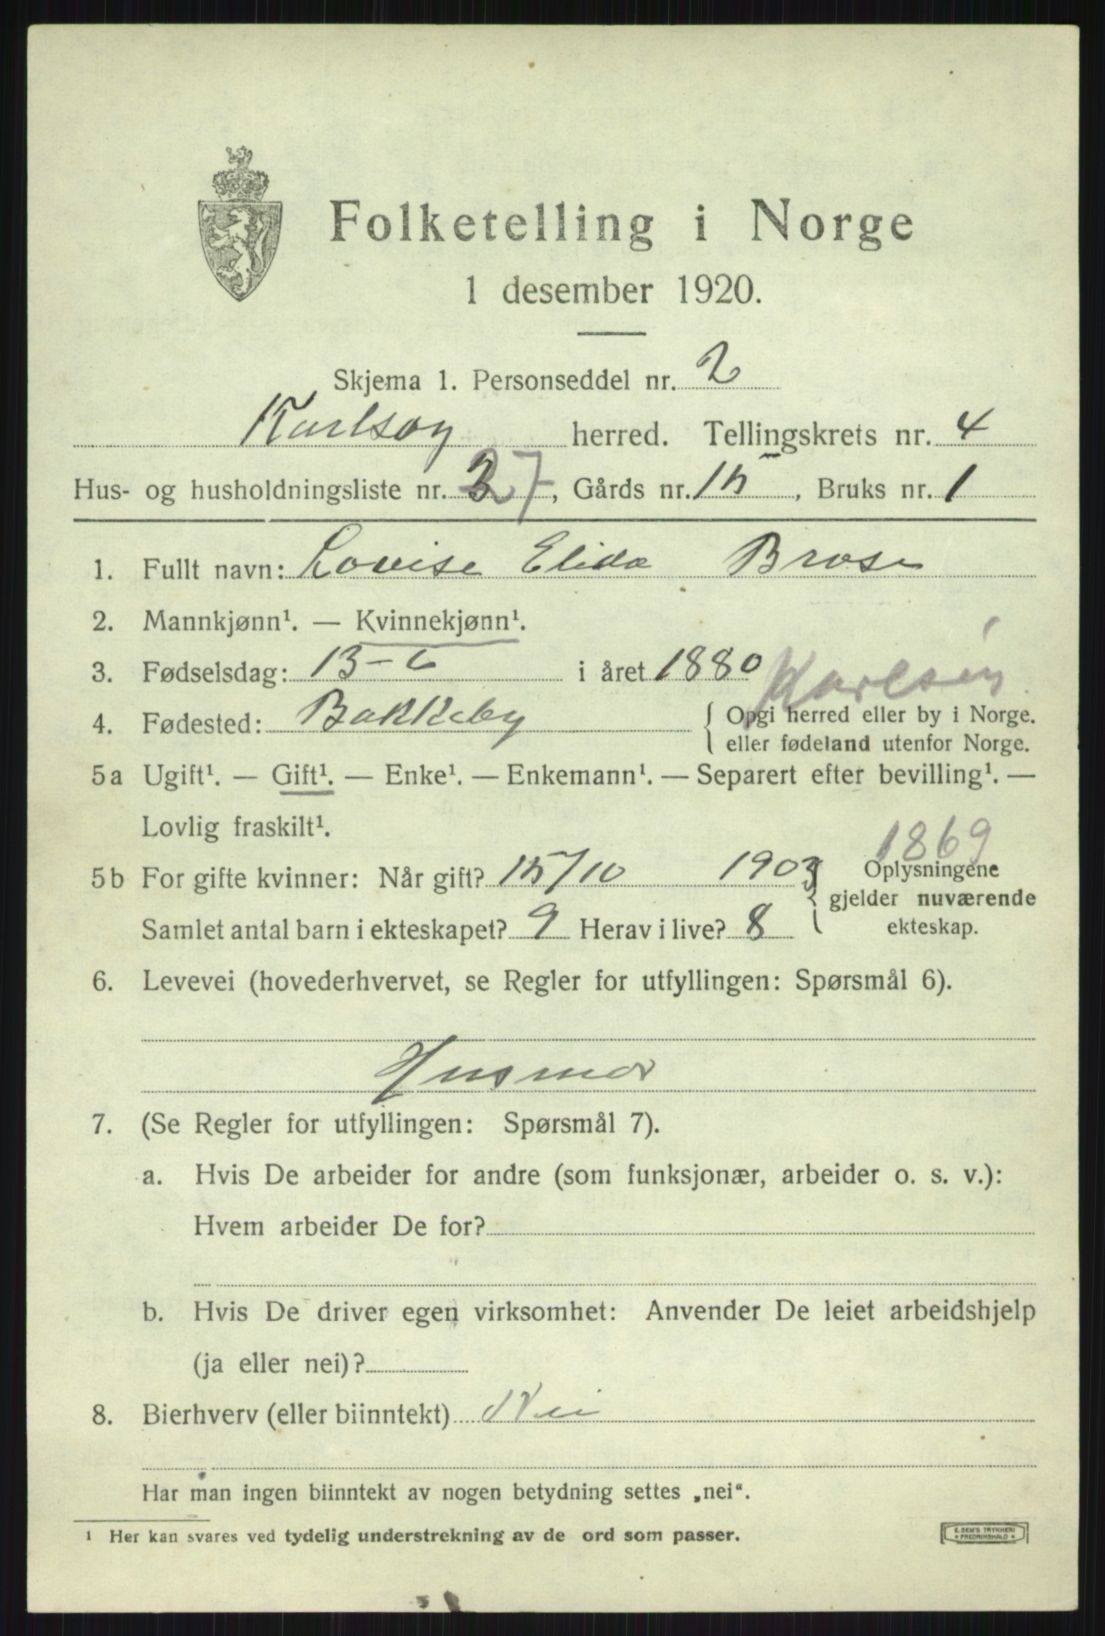 Folketelling i Norge
1 desember 1920.
Skjema 1. Personseddel nr. 2
Karlsøy herred. Tellingskrets nr. 4
Hus- og husholdningsliste nr. 27, Gårds nr. 15, Bruks nr. 1
1. Fullt navn: Lovise Elida Brose
2. Mannkjønn¹. — Kvinnekjønn¹.
3. Fødselsdag: 13-6 i året 1880
Karlsøy
4. Fødested: Bakkeby { Opgi herred eller by i Norge.
eller fødeland utenfor Norge.
5a Ugift¹. — Gift¹. — Enke¹. — Enkemann¹. — Separert efter bevilling¹. —
Lovlig fraskilt¹.
1869
5b For gifte kvinner: Når gift? 15/10 1903 { Oplysningene
gjelder nuværende
Samlet antal barn i ekteskapet? 9 Herav i live? 8 ekteskap.
6. Levevei (hovederhvervet, se Regler for utfyllingen: Spørsmål 6).
Husmor
7. (Se Regler for utfyllingen: Spørsmål 7).
a. Hvis De arbeider for andre (som funksjonær, arbeider o. s. v.):
Hvem arbeider De for?
b. Hvis De driver egen virksomhet: Anvender De leiet arbeidshjelp
(ja eller nei)?
8. Bierhverv (eller biinntekt) Nei
Har man ingen biinntekt av nogen betydning settes „nei".
¹ Her kan svares ved tydelig understrekning av de ord som passer.
E. SEM'S TRYKKERI
FREDRIKSHALD